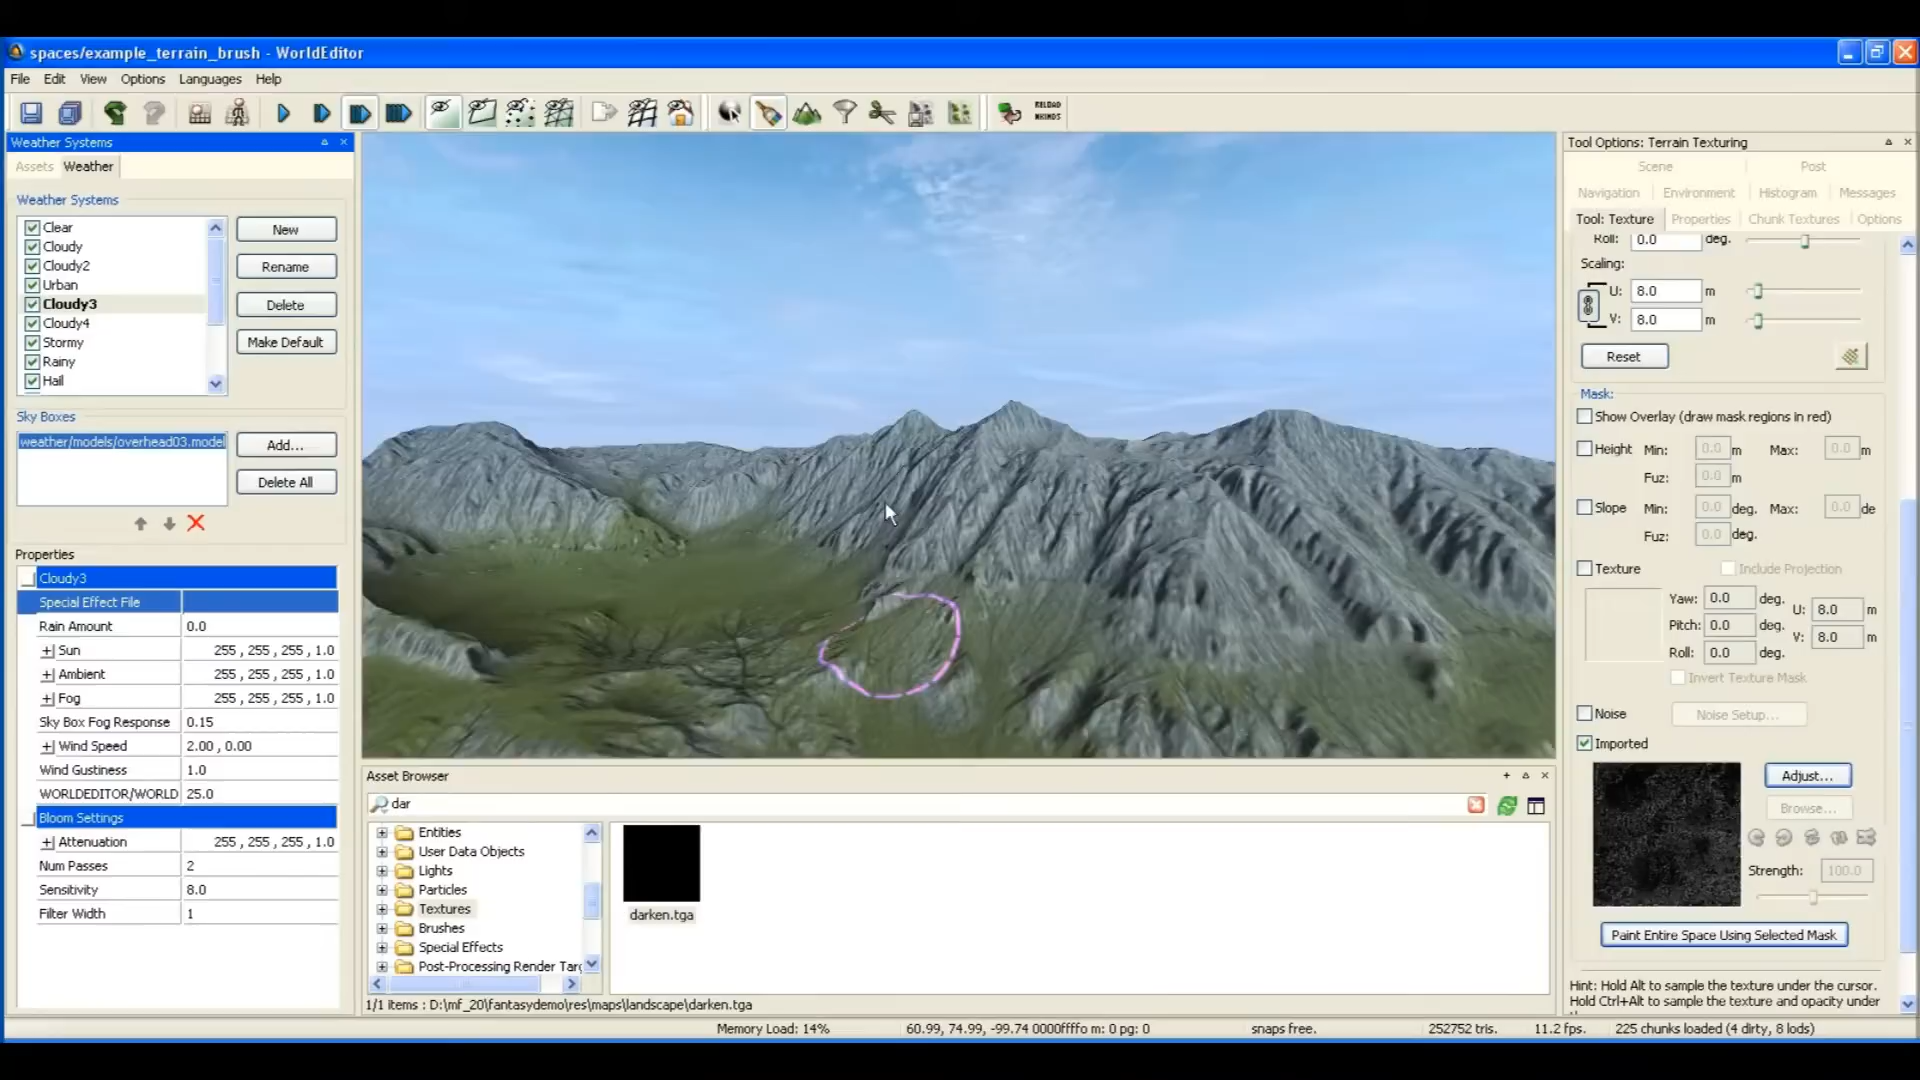 spaces/example_terrain_brush - WorldEditor
File Edit View Options Languages Help
RELOAD
Weather Systems
Assets Weather
Weather Systems
Clear
Cloudy
Cloudy2
Urban
Cloudy3
Cloudy4
Stormy
Rainy
Hail
New
Rename
Delete
Make Default
Sky Boxes
weather/models/overhead03.model
Add...
Delete All
Properties
Cloudy3
Special Effect File
Rain Amount 0.0
Sun 255 , 255 , 255 , 1.0
Ambient 255 , 255 , 255 , 1.0
Fog 255 , 255 , 255 , 1.0
Sky Box Fog Response 0.15
Wind Speed 2.00 , 0.00
Wind Gustiness 1.0
WORLDEDITOR/WORLD 25.0
Bloom Settings
Attenuation 255 , 255 , 255 , 1.0
Num Passes 2
Sensitivity 8.0
Filter Width 1
Asset Browser
dar
Entities
User Data Objects
Lights
Particles
Textures
Brushes
Special Effects
Post-Processing Render Targ
darken.tga
1/1 items : D:\mf_20\fantasydemo\res\maps\landscape\darken.tga
Tool Options: Terrain Texturing
Scene Post
Navigation Environment Histogram Messages
Tool: Texture Properties Chunk Textures Options
Roll: 0.0 deg.
Scaling:
U: 8.0 m
V: 8.0 m
Reset
Mask:
Show Overlay (draw mask regions in red)
Height Min: 0.0 m Max: 0.0 m
Fuz: 0.0 m
Slope Min: 0.0 deg. Max: 0.0 de
Fuz: 0.0 deg.
Texture Include Projection
Yaw: 0.0 deg. U: 8.0 m
Pitch: 0.0 deg. V: 8.0 m
Roll: 0.0 deg.
Invert Texture Mask
Noise Noise Setup...
Imported
Adjust...
Browse...
Strength: 100.0
Paint Entire Space Using Selected Mask
Hint: Hold Alt to sample the texture under the cursor.
Hold Ctrl+Alt to sample the texture and opacity under
Memory Load: 14% 60.99, 74.99, -99.74 0000ffffo m: 0 pg: 0 snaps free. 252752 tris. 11.2 fps. 225 chunks loaded (4 dirty, 8 lods)